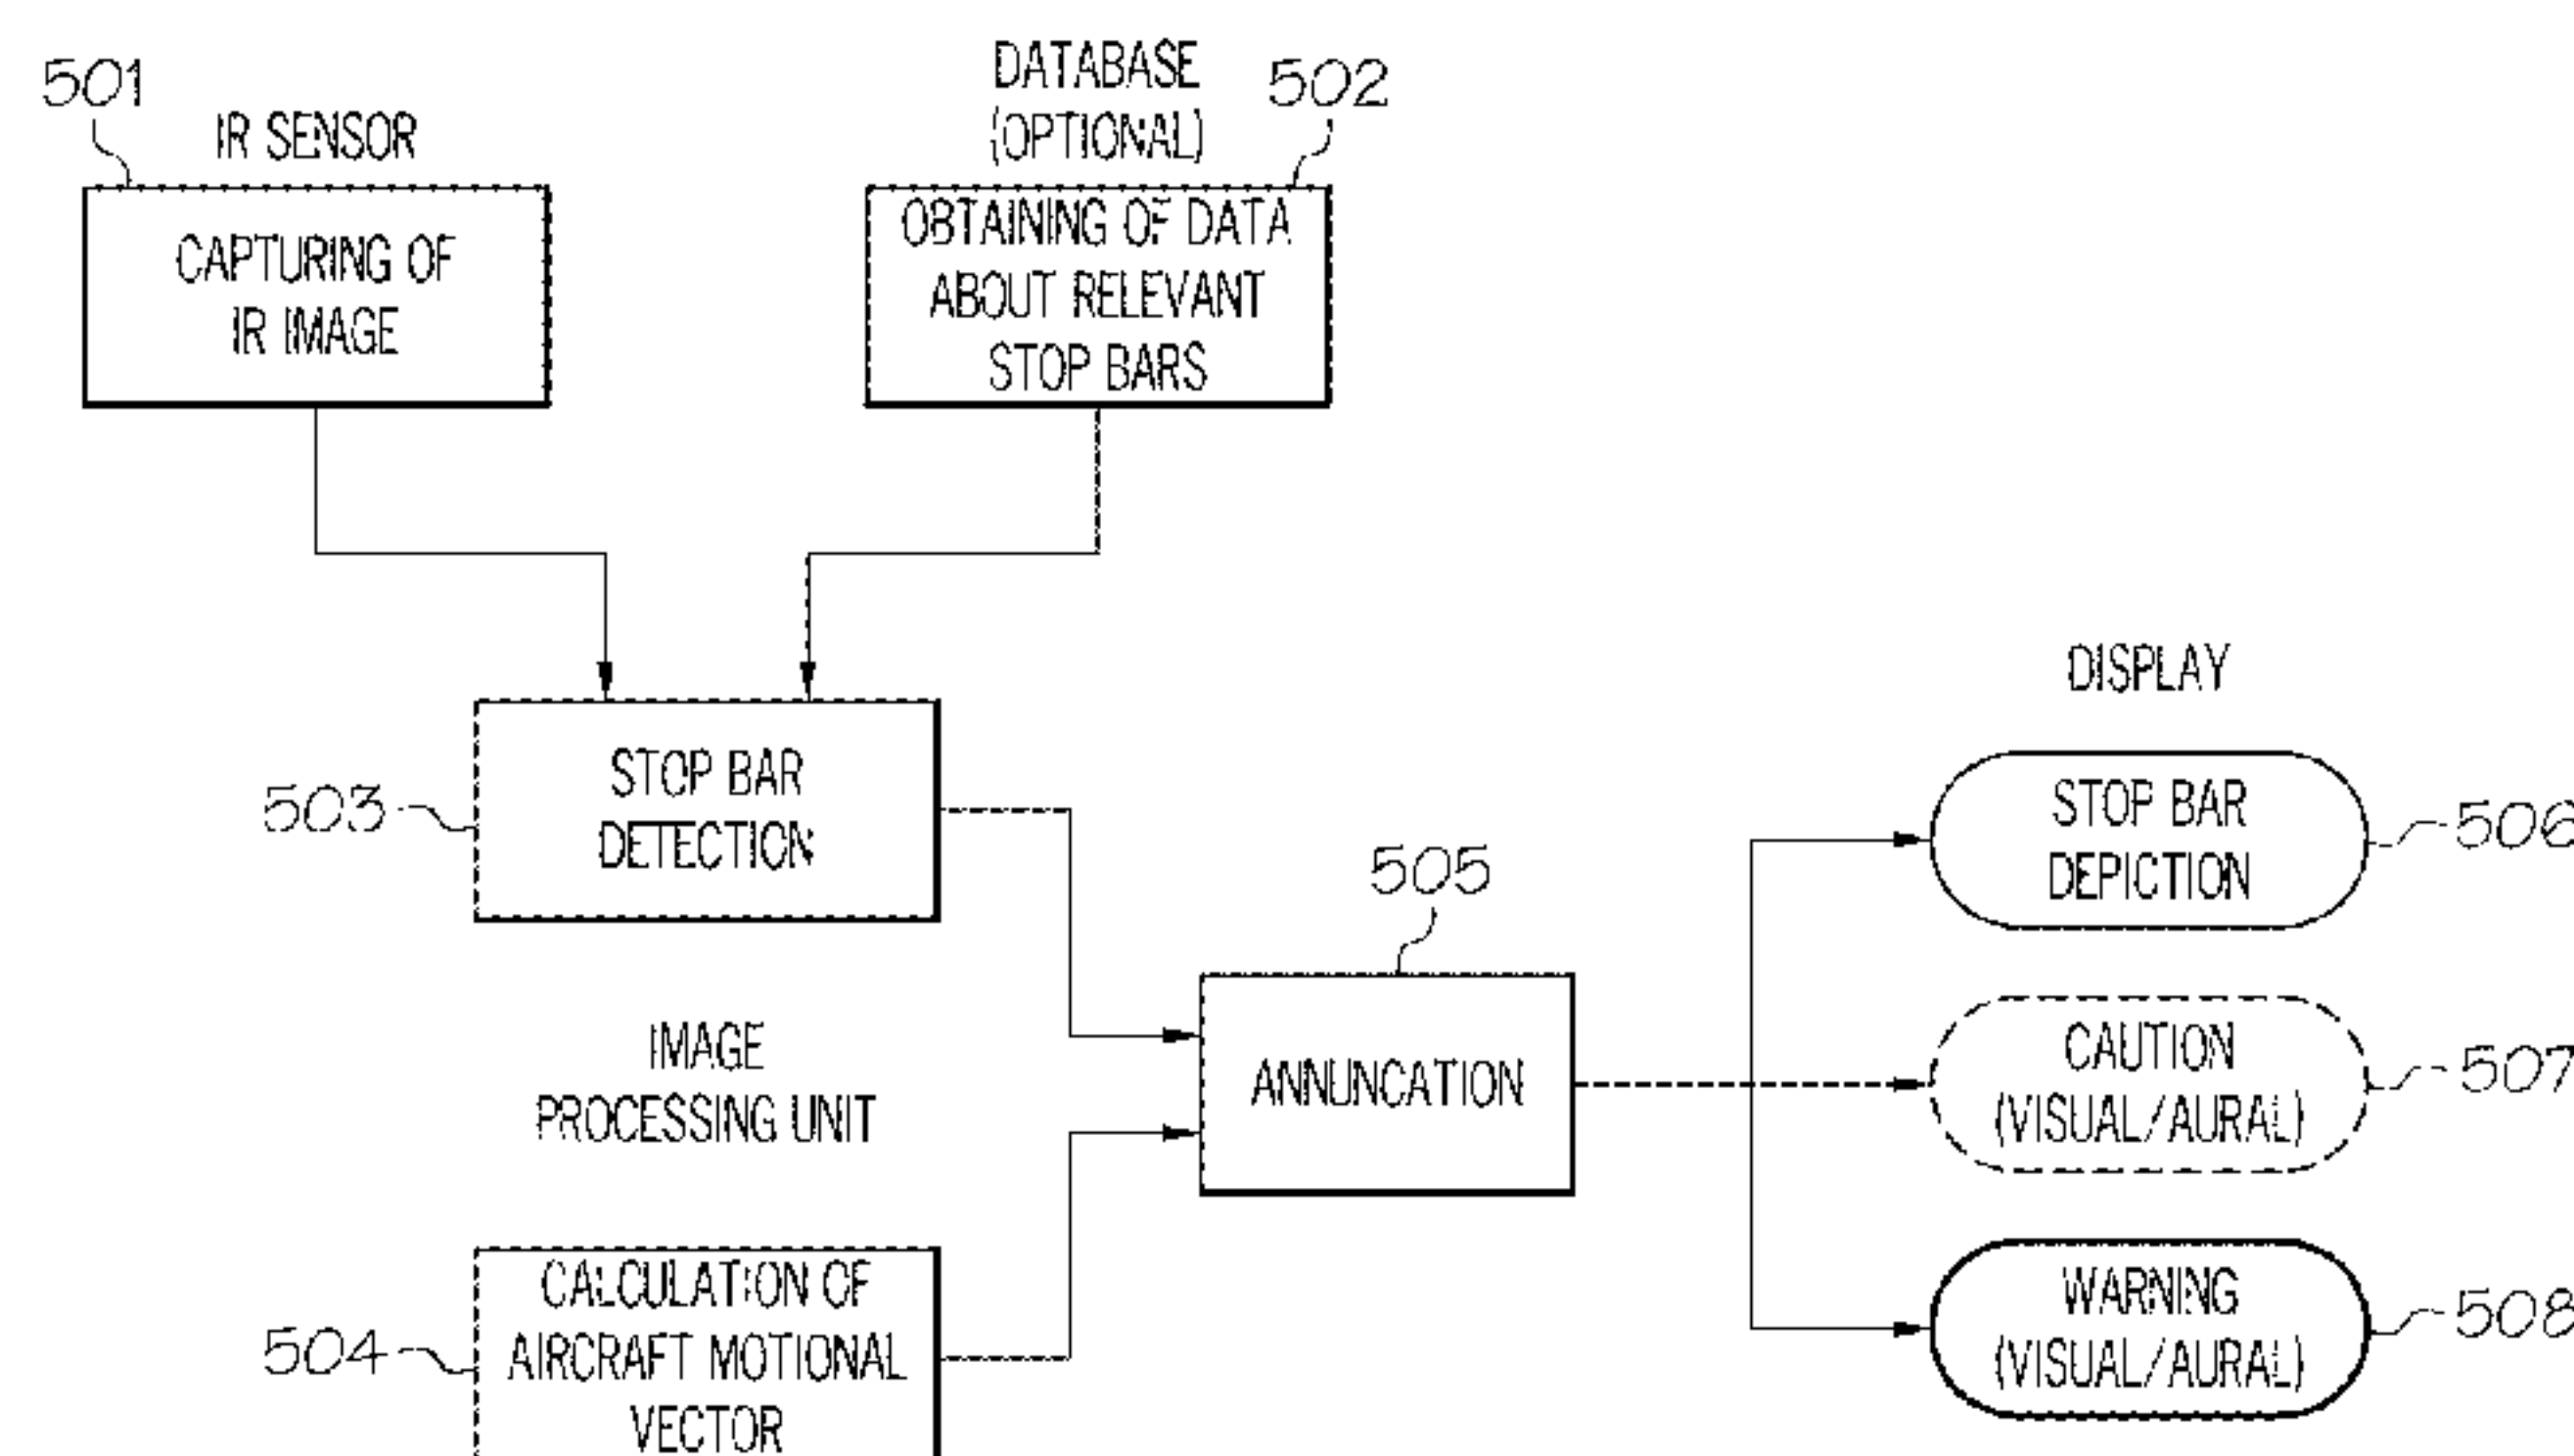 501
IR SENSOR
CAPTURING OF
IR IMAGE
DATABASE
(OPTIONAL)
502
OBTAINING OF DATA
ABOUT RELEVANT
STOP BARS
503
STOP BAR
DETECTION
IMAGE
PROCESSING UNIT
504
CALCULATION OF
AIRCRAFT MOTIONAL
VECTOR
505
ANNUNCATION
DISPLAY
STOP BAR
DEPICTION
506
CAUTION
(VISUAL/AURAL)
507
WARNING
(VISUAL/AURAL)
508